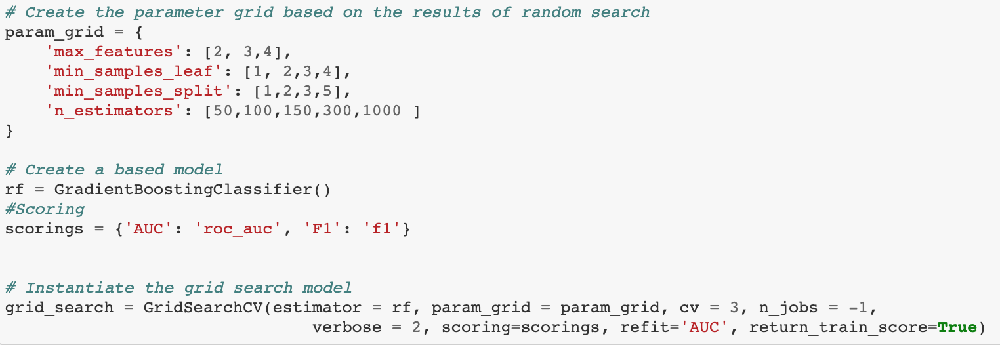 # Create the parameter grid based on the results of random search
param_grid = {
    'max_features': [2, 3,4],
    'min_samples_leaf': [1, 2,3,4],
    'min_samples_split': [1,2,3,5],
    'n_estimators': [50,100,150,300,1000 ]
}
# Create a based model
rf = GradientBoostingClassifier()
#Scoring
scorings = {'AUC': 'roc_auc', 'F1': 'f1'}
# Instantiate the grid search model
grid_search = GridSearchCV(estimator = rf, param_grid = param_grid, cv = 3, n_jobs = -1,
                               verbose = 2, scoring=scorings, refit='AUC', return_train_score=True)